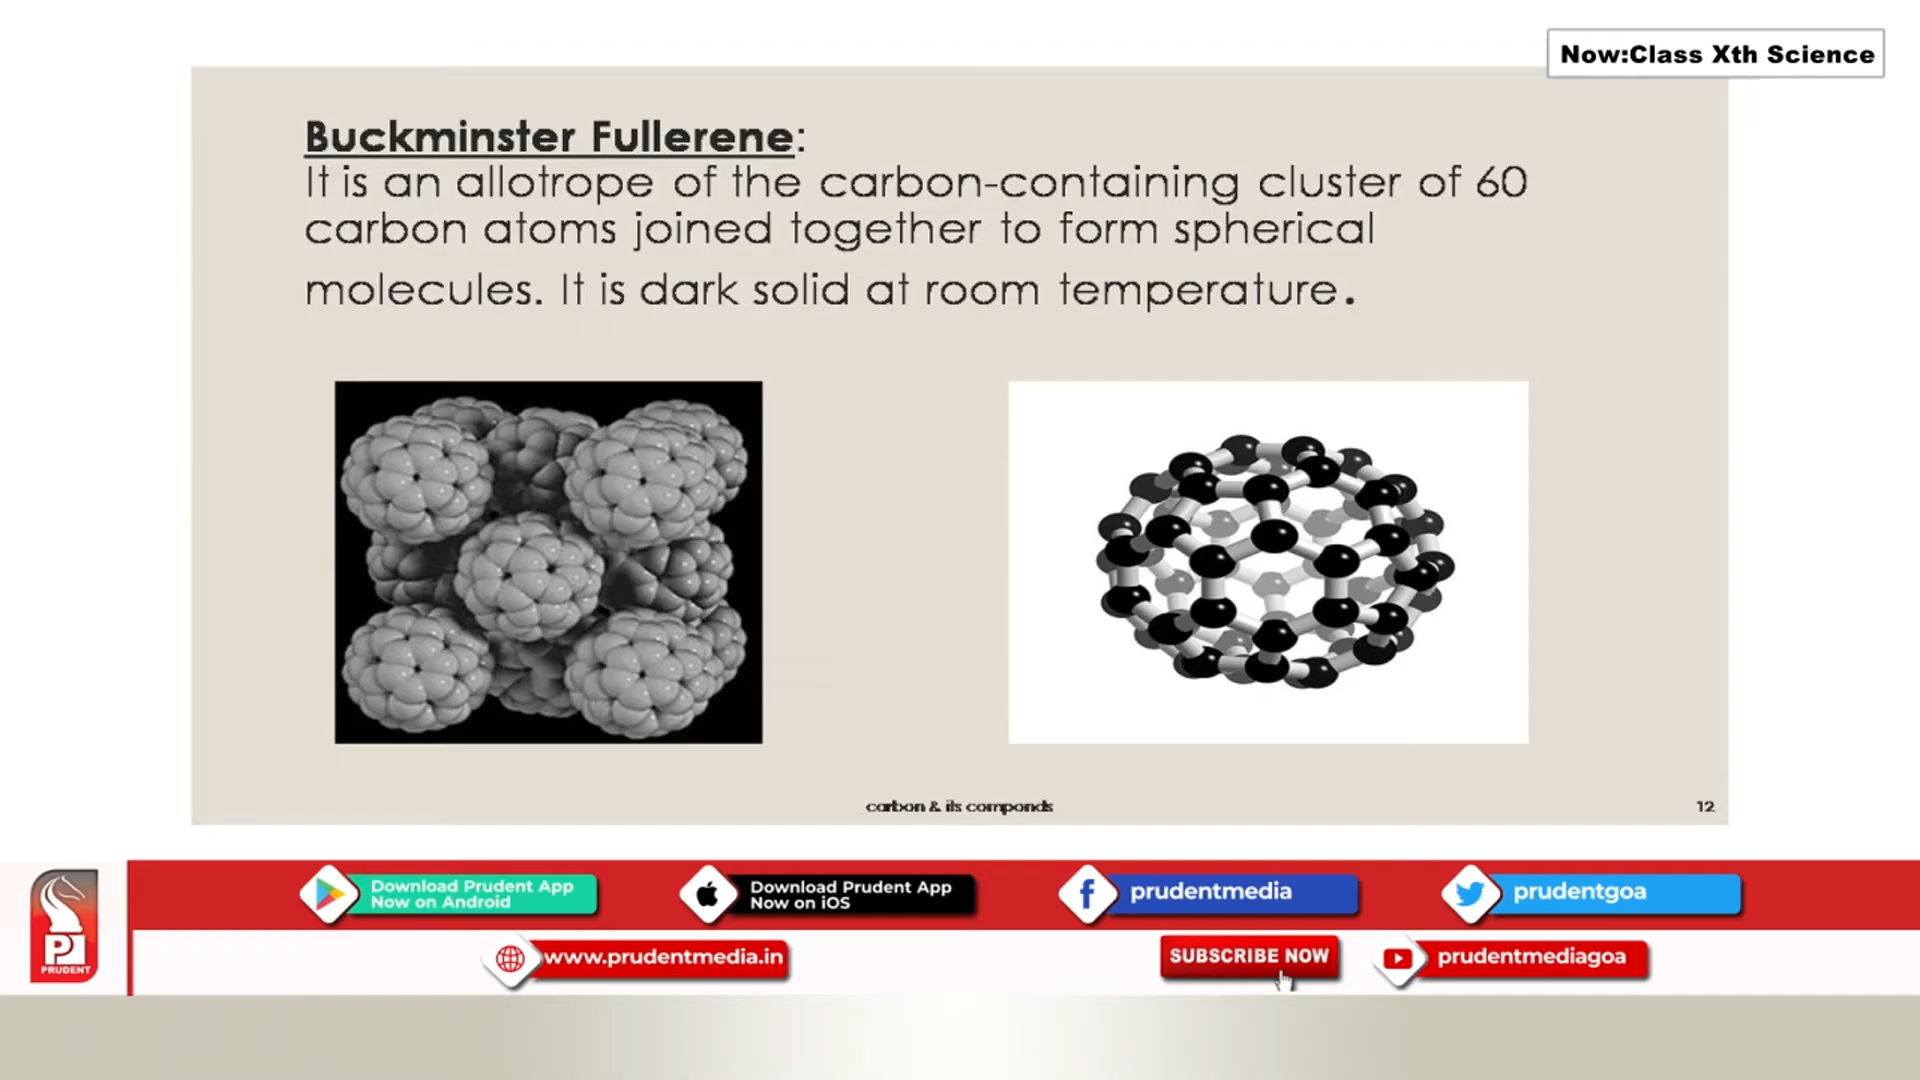 Now:Class Xth Science
Buckminster Fullerene:
It is an allotrope of the carbon-containing cluster of 60
carbon atoms joined together to form spherical
molecules. It is dark solid at room temperature.
carbon & its componds
12
Download Prudent App
Now on Android
Download Prudent App
Now on iOS
prudentmedia
prudentgoa
PRUDENT
www.prudentmedia.in
SUBSCRIBE NOW
prudentmediagoa